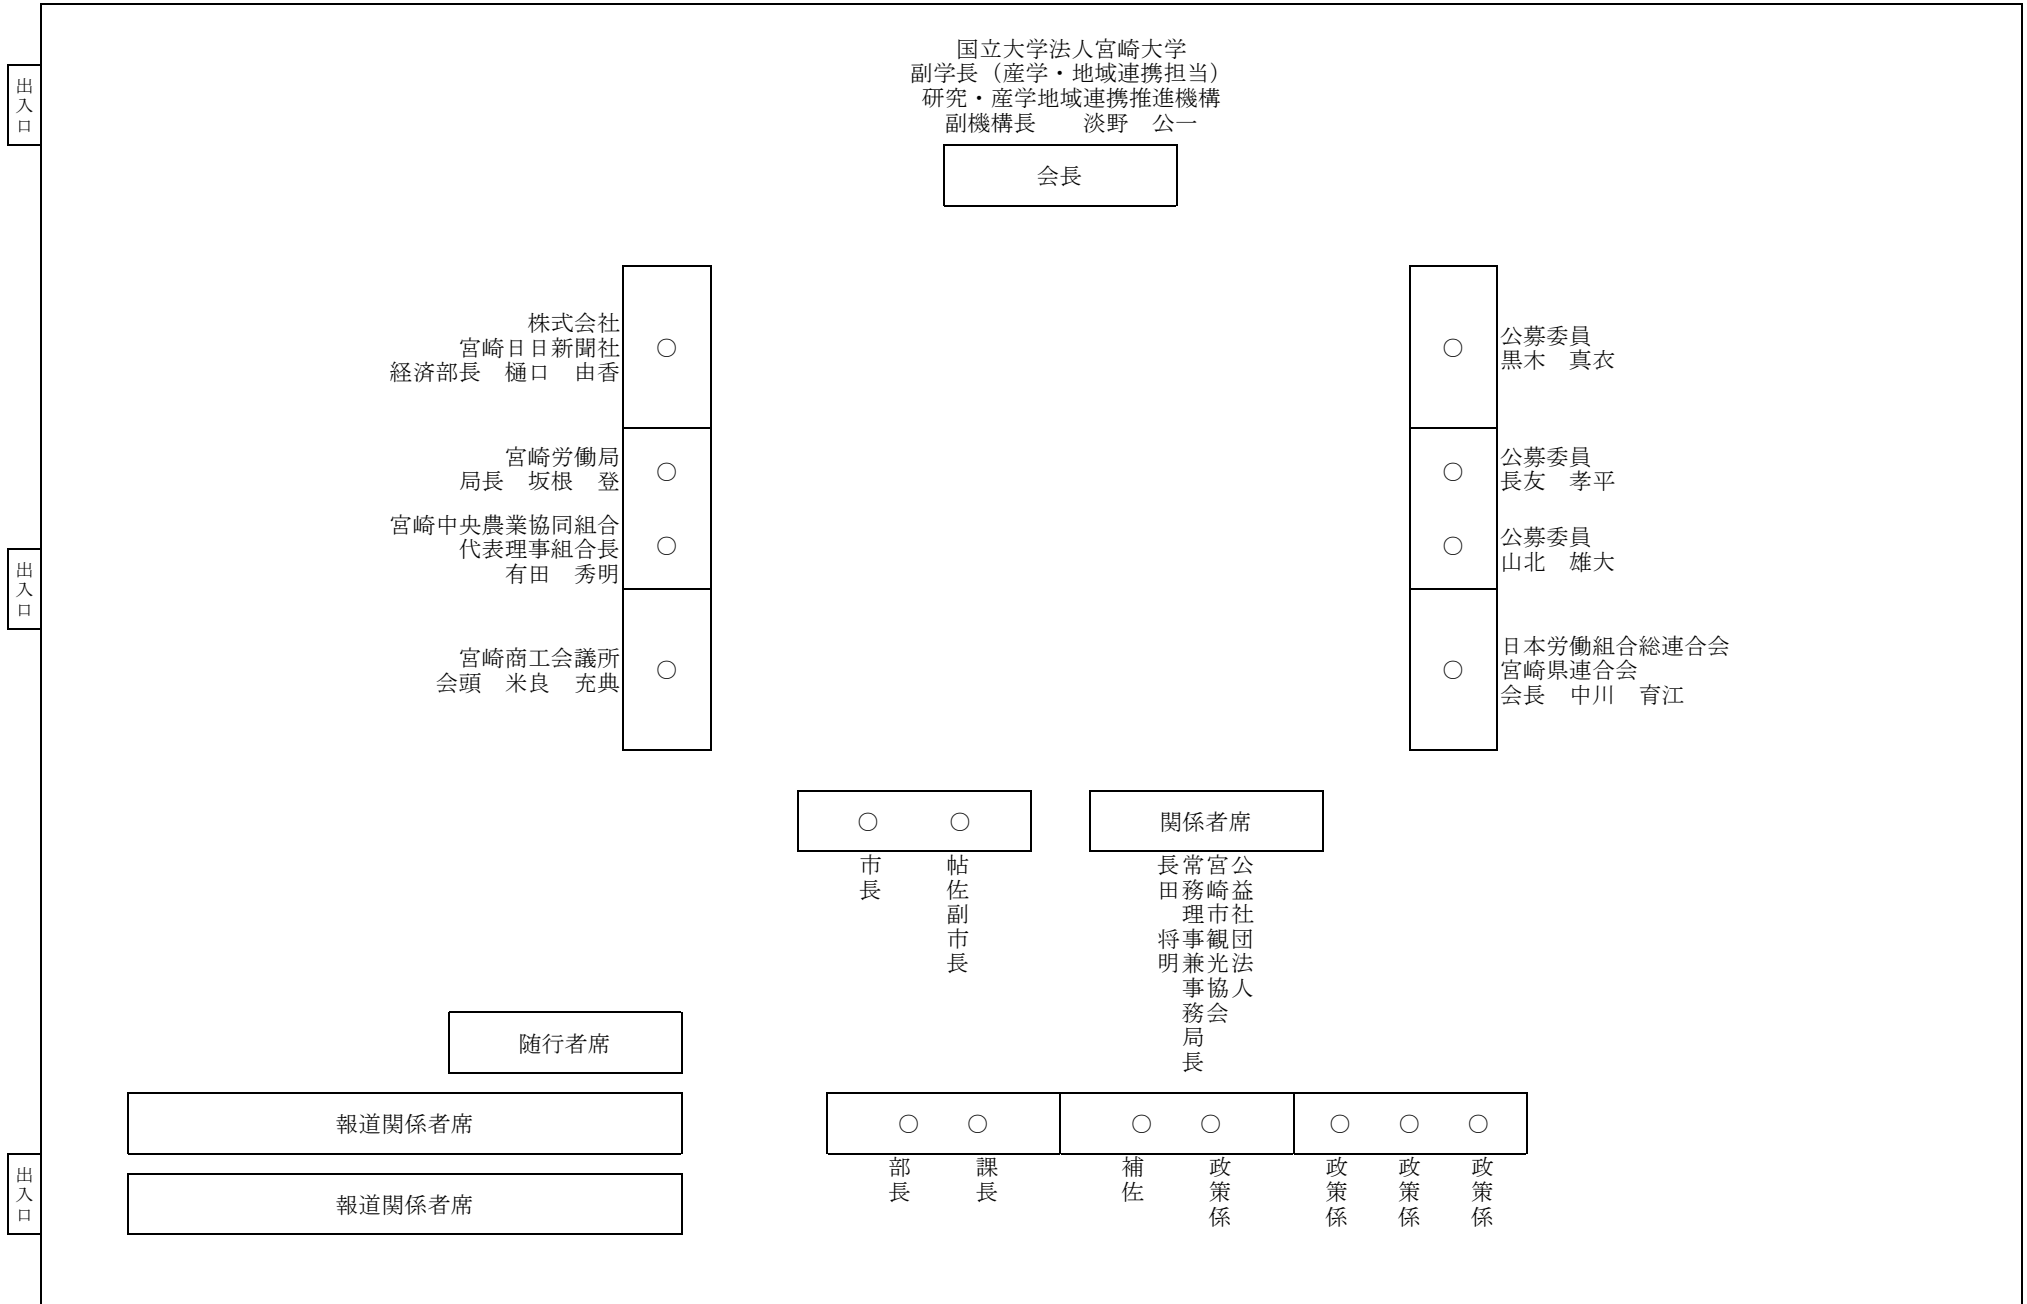 国立大学法人宮崎大学
副学長（産学・地域連携担当）
研究・産学地域連携推進機構
副機構長　　淡野　公一
会長
出入口
株式会社
宮崎日日新聞社
経済部長　樋口　由香
○
宮崎労働局
局長　坂根　登
○
宮崎中央農業協同組合
代表理事組合長
有田　秀明
○
宮崎商工会議所
会頭　米良　充典
○
○
公募委員
黒木　真衣
○
公募委員
長友　孝平
○
公募委員
山北　雄大
○
日本労働組合総連合会
宮崎県連合会
会長　中川　育江
出入口
○　○
市長
帖佐副市長
関係者席
公益社団法人
宮崎市観光協会
常務理事兼事務局長
長田　将明
随行者席
報道関係者席
報道関係者席
出入口
○　○　○　○　○　○　○
部長
課長
補佐
政策係
政策係
政策係
政策係